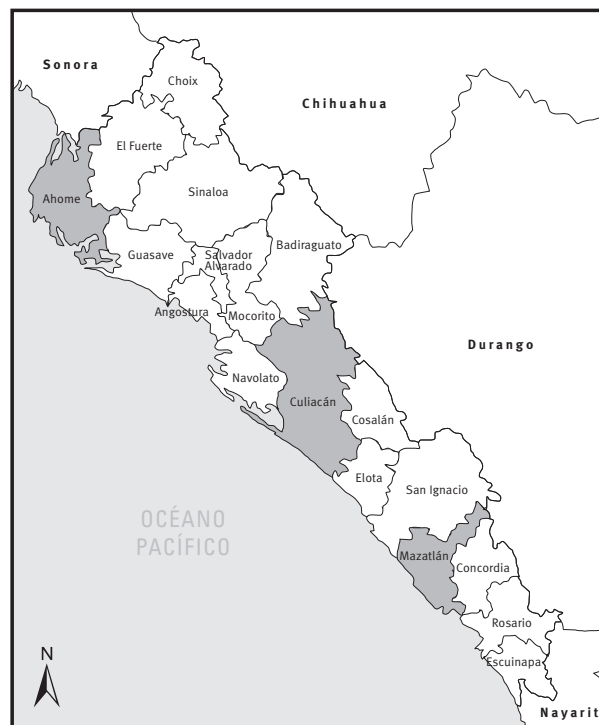 Sonora
Choix
Chihuahua
El Fuerte
Sinaloa
Ahome
Badiraguato
Guasave
Salvador
Alvarado
Angostura
Mocorito
Durango
Navolato
Culiacán
Cosalán
Elota
San Ignacio
OCÉANO
PACÍFICO
Mazatlán
Concordia
Rosario
N
Escuinapa
Nayarit